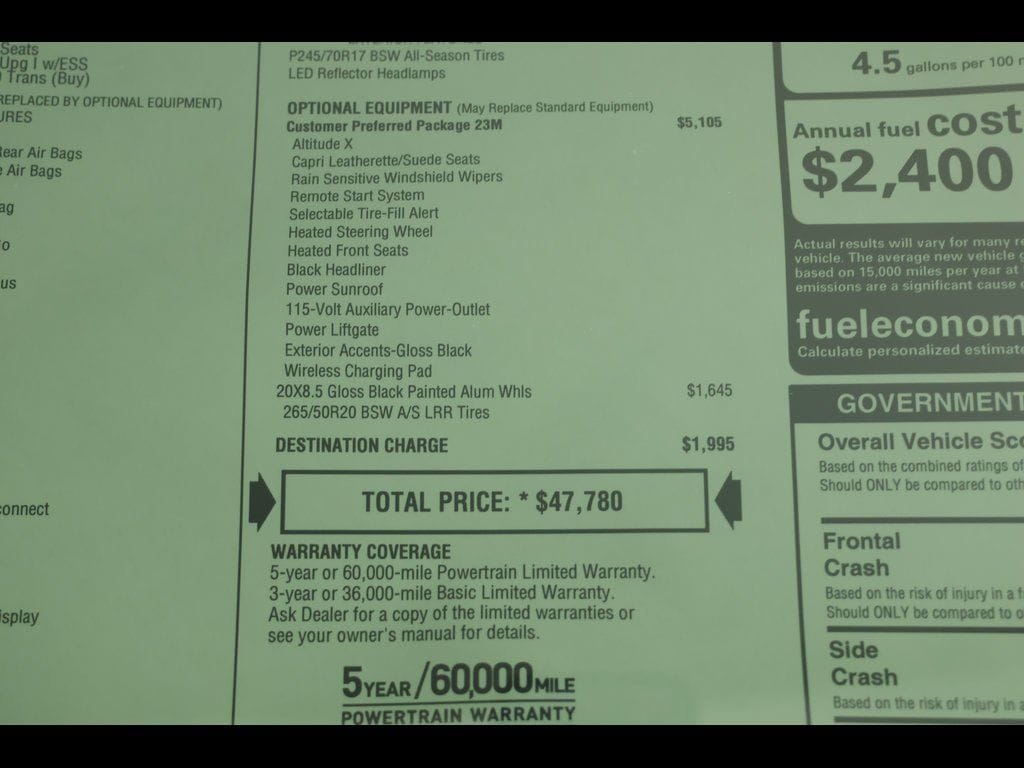 Seats
Upg I w/ESS
Trans (Buy)
REPLACED BY OPTIONAL EQUIPMENT)
URES
Rear Air Bags
e Air Bags
ag
o
us
connect
isplay
P245/70R17 BSW All-Season Tires
LED Reflector Headlamps
OPTIONAL EQUIPMENT (May Replace Standard Equipment)
Customer Preferred Package 23M $5,105
Altitude X
Capri Leatherette/Suede Seats
Rain Sensitive Windshield Wipers
Remote Start System
Selectable Tire-Fill Alert
Heated Steering Wheel
Heated Front Seats
Black Headliner
Power Sunroof
115-Volt Auxiliary Power-Outlet
Power Liftgate
Exterior Accents-Gloss Black
Wireless Charging Pad
20X8.5 Gloss Black Painted Alum Whls $1,645
265/50R20 BSW A/S LRR Tires
DESTINATION CHARGE $1,995
TOTAL PRICE: * $47,780
WARRANTY COVERAGE
5-year or 60,000-mile Powertrain Limited Warranty.
3-year or 36,000-mile Basic Limited Warranty.
Ask Dealer for a copy of the limited warranties or
see your owner's manual for details.
5YEAR/60,000MILE
POWERTRAIN WARRANTY
4.5 gallons per 100 m
Annual fuel cost
$2,400
Actual results will vary for many re
vehicle. The average new vehicle g
based on 15,000 miles per year at
emissions are a significant cause o
fueleconom
Calculate personalized estimate
GOVERNMENT
Overall Vehicle Sco
Based on the combined ratings of
Should ONLY be compared to oth
Frontal
Crash
Based on the risk of injury in a f
Should ONLY be compared to o
Side
Crash
Based on the risk of injury in a